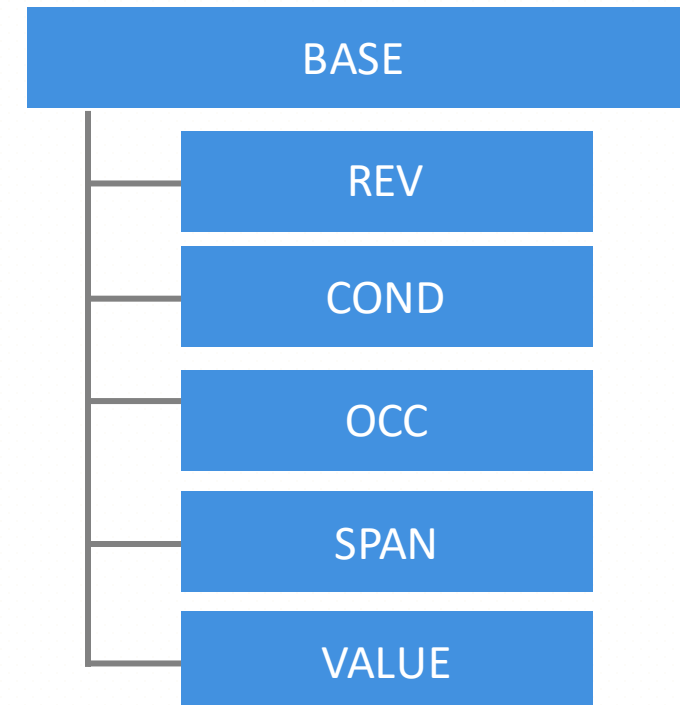 BASE
REV
COND
OCC
SPAN
VALUE